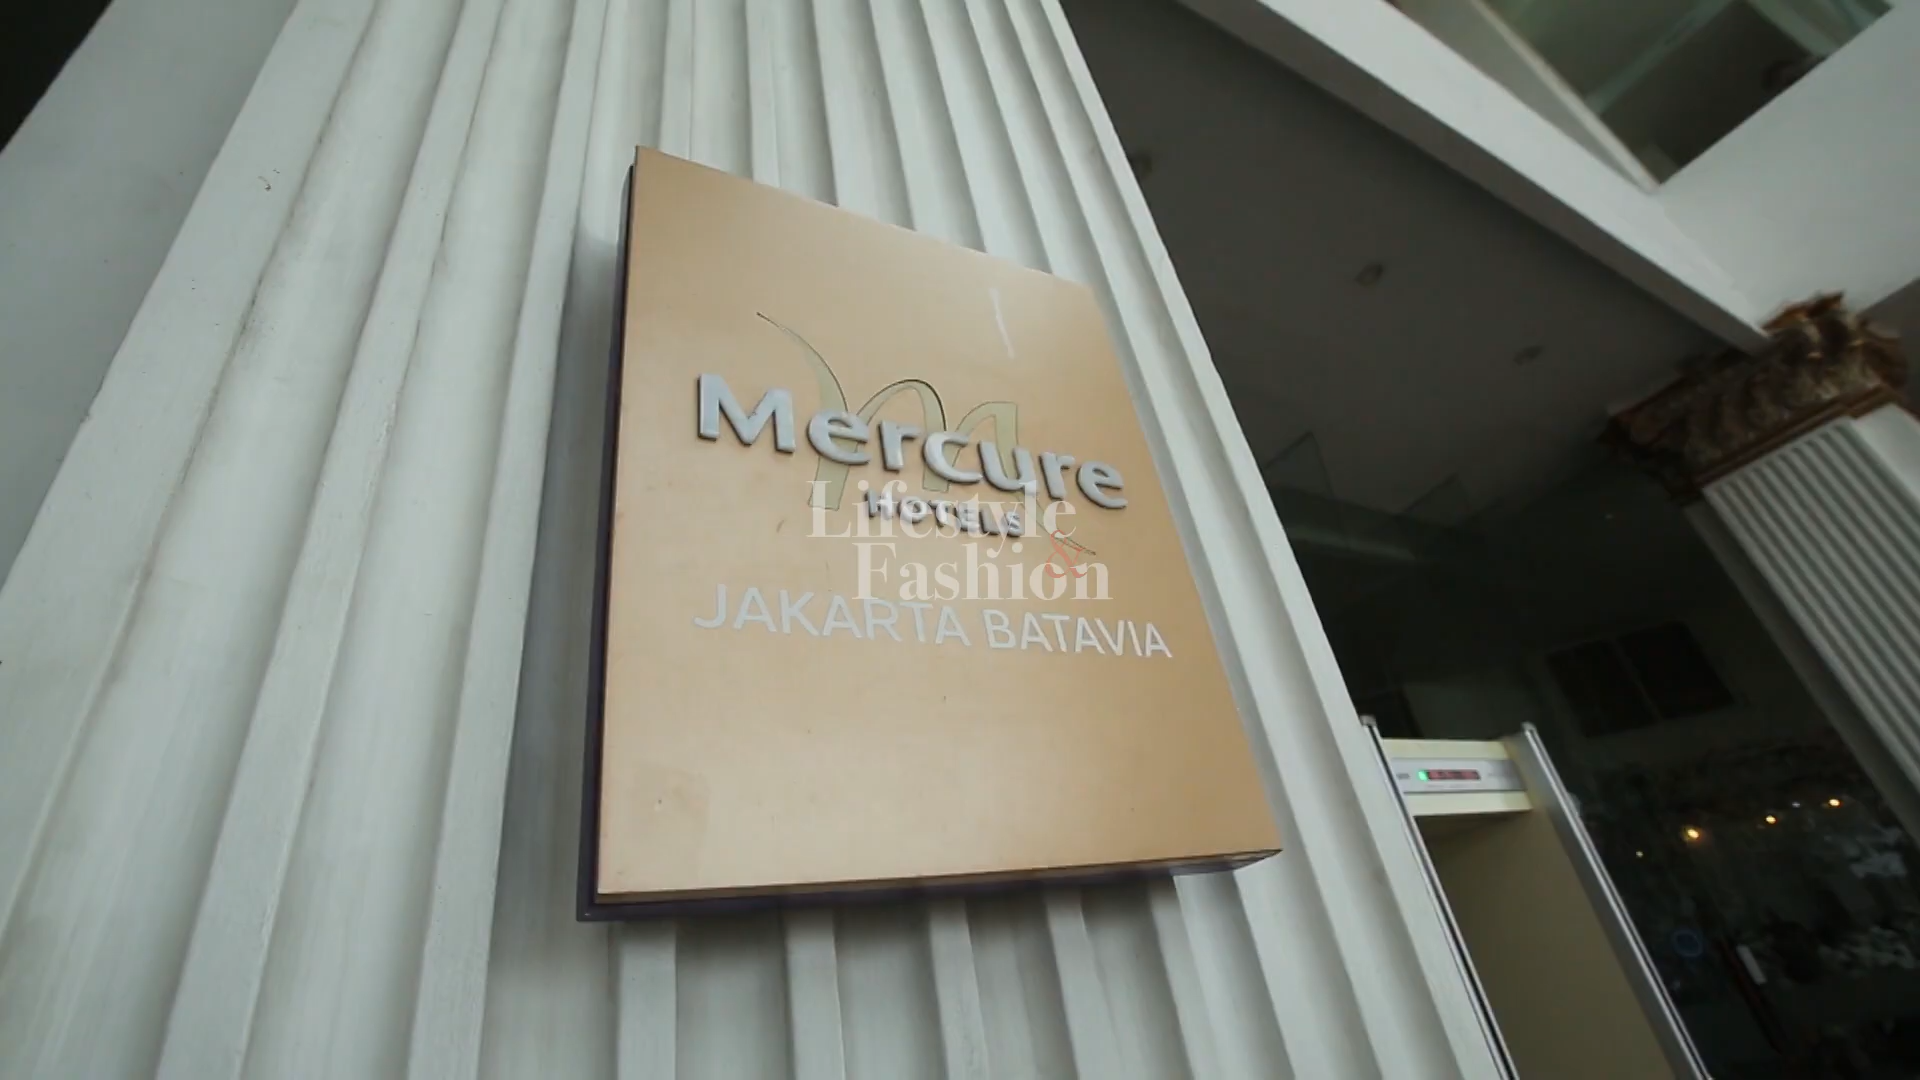 Mercure
HOTELS
Lifestyle
& Fashion
JAKARTA BATAVIA